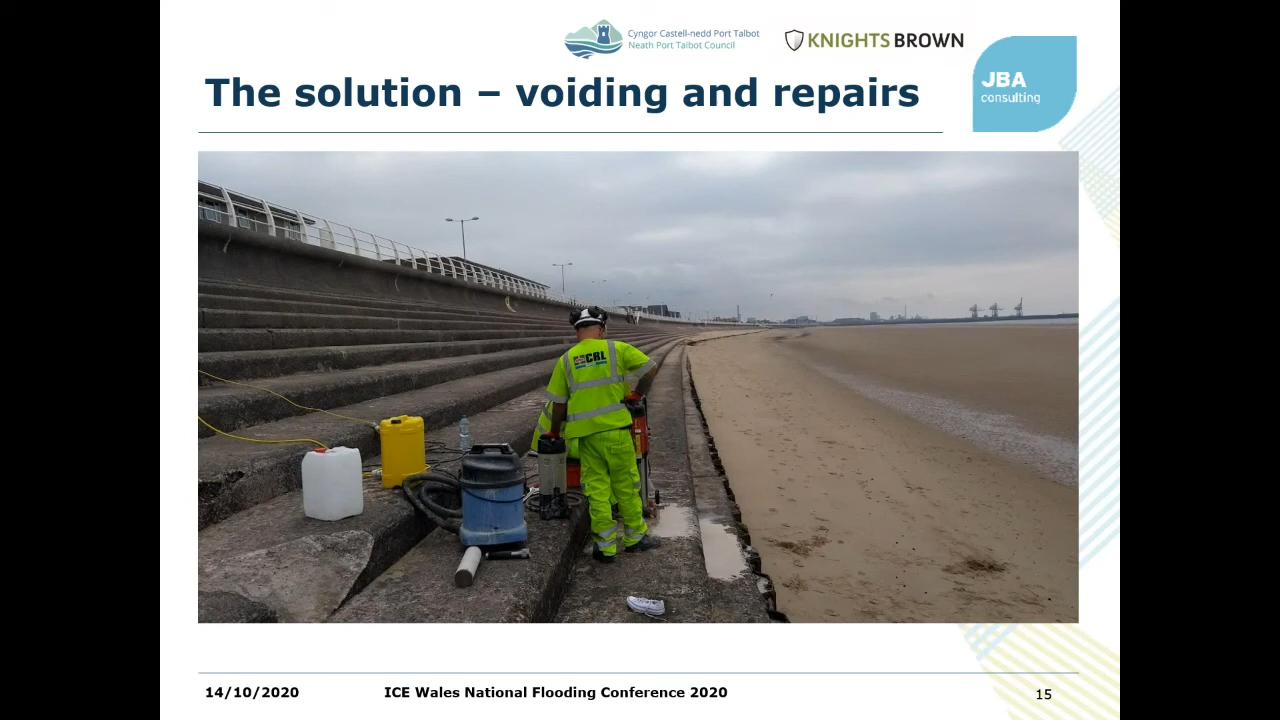 Cyngor Castell-nedd Port Talbot
Neath Port Talbot Council
KNIGHTS BROWN
JBA
consulting
The solution – voiding and repairs
CRL
14/10/2020
ICE Wales National Flooding Conference 2020
15